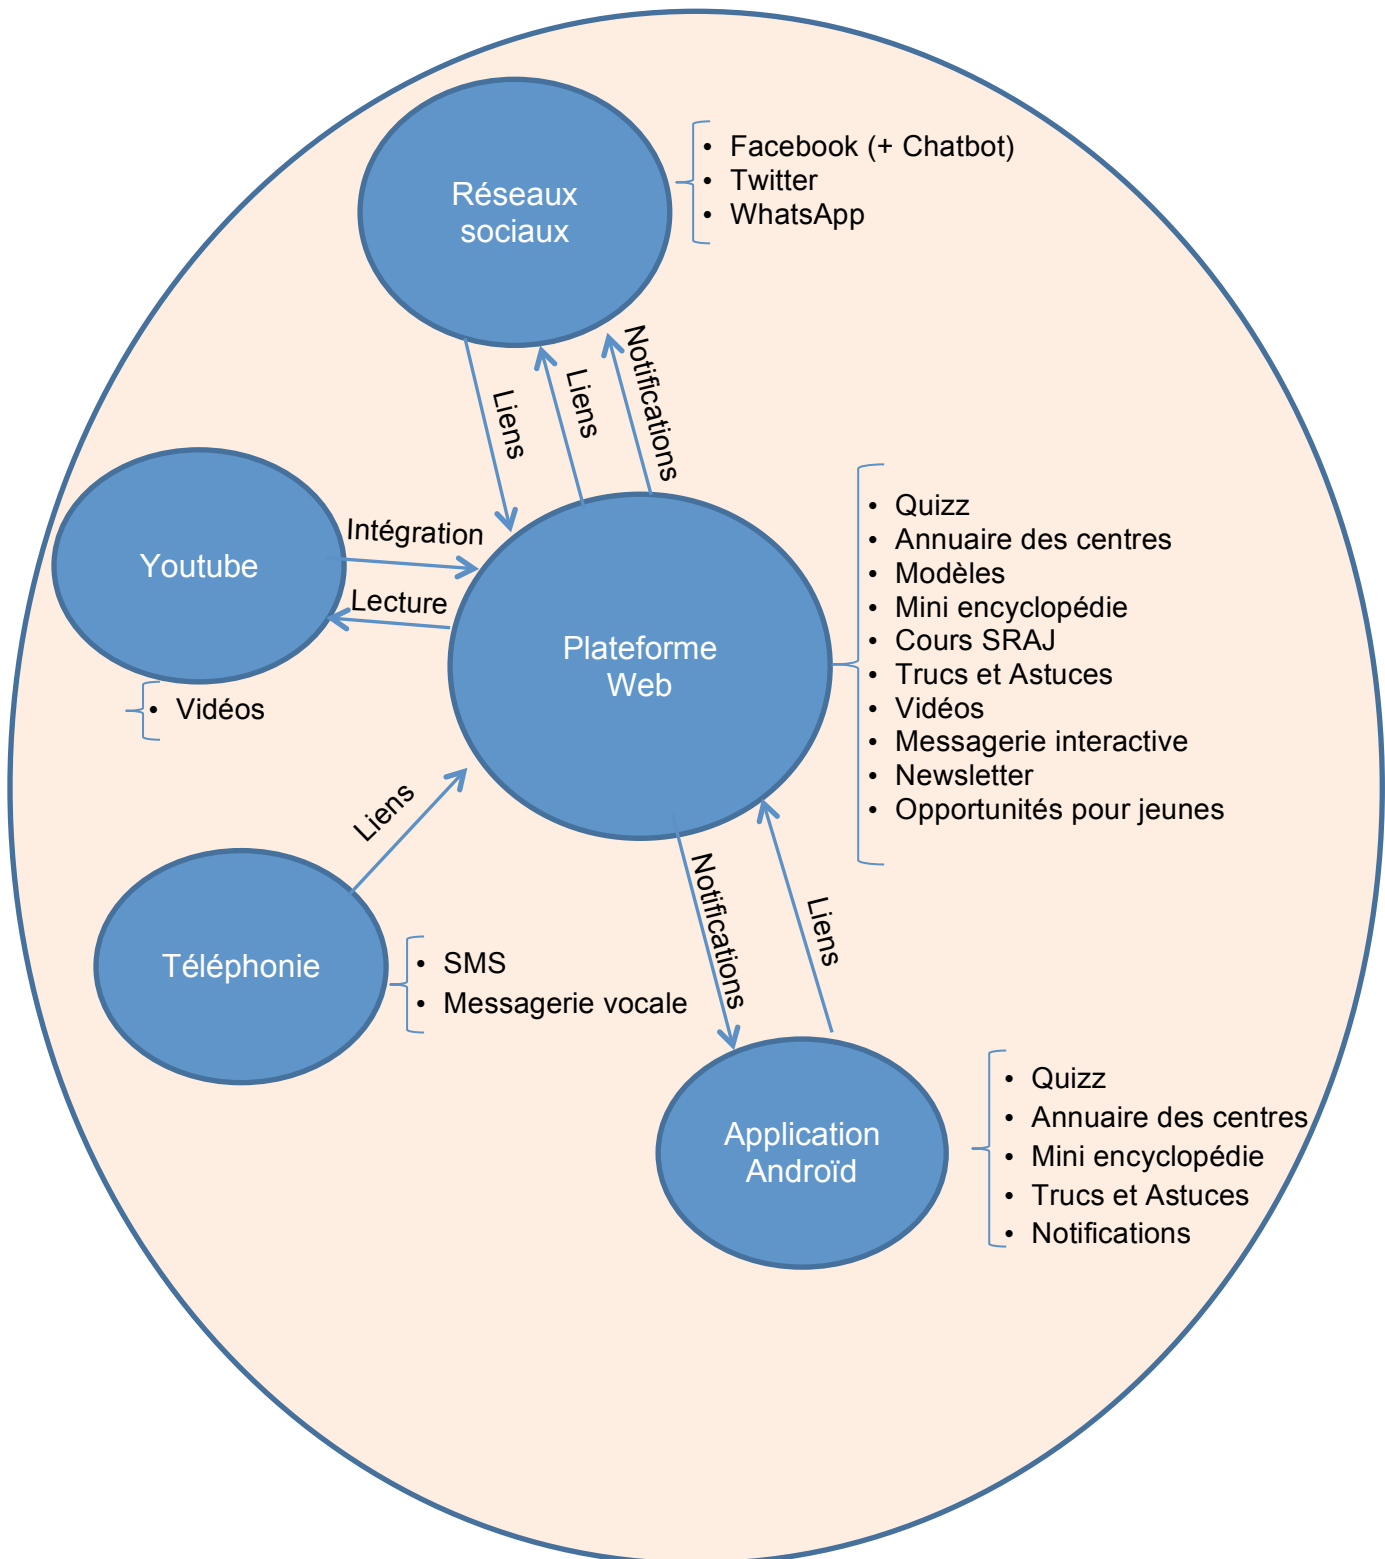 Réseaux
sociaux
• Facebook (+ Chatbot)
• Twitter
• WhatsApp
Liens
Liens
Notifications
Youtube
• Vidéos
Intégration
Lecture
Plateforme
Web
• Quizz
• Annuaire des centres
• Modèles
• Mini encyclopédie
• Cours SRAJ
• Trucs et Astuces
• Vidéos
• Messagerie interactive
• Newsletter
• Opportunités pour jeunes
Liens
Téléphonie
• SMS
• Messagerie vocale
Notifications
Liens
Application
Androïd
• Quizz
• Annuaire des centres
• Mini encyclopédie
• Trucs et Astuces
• Notifications